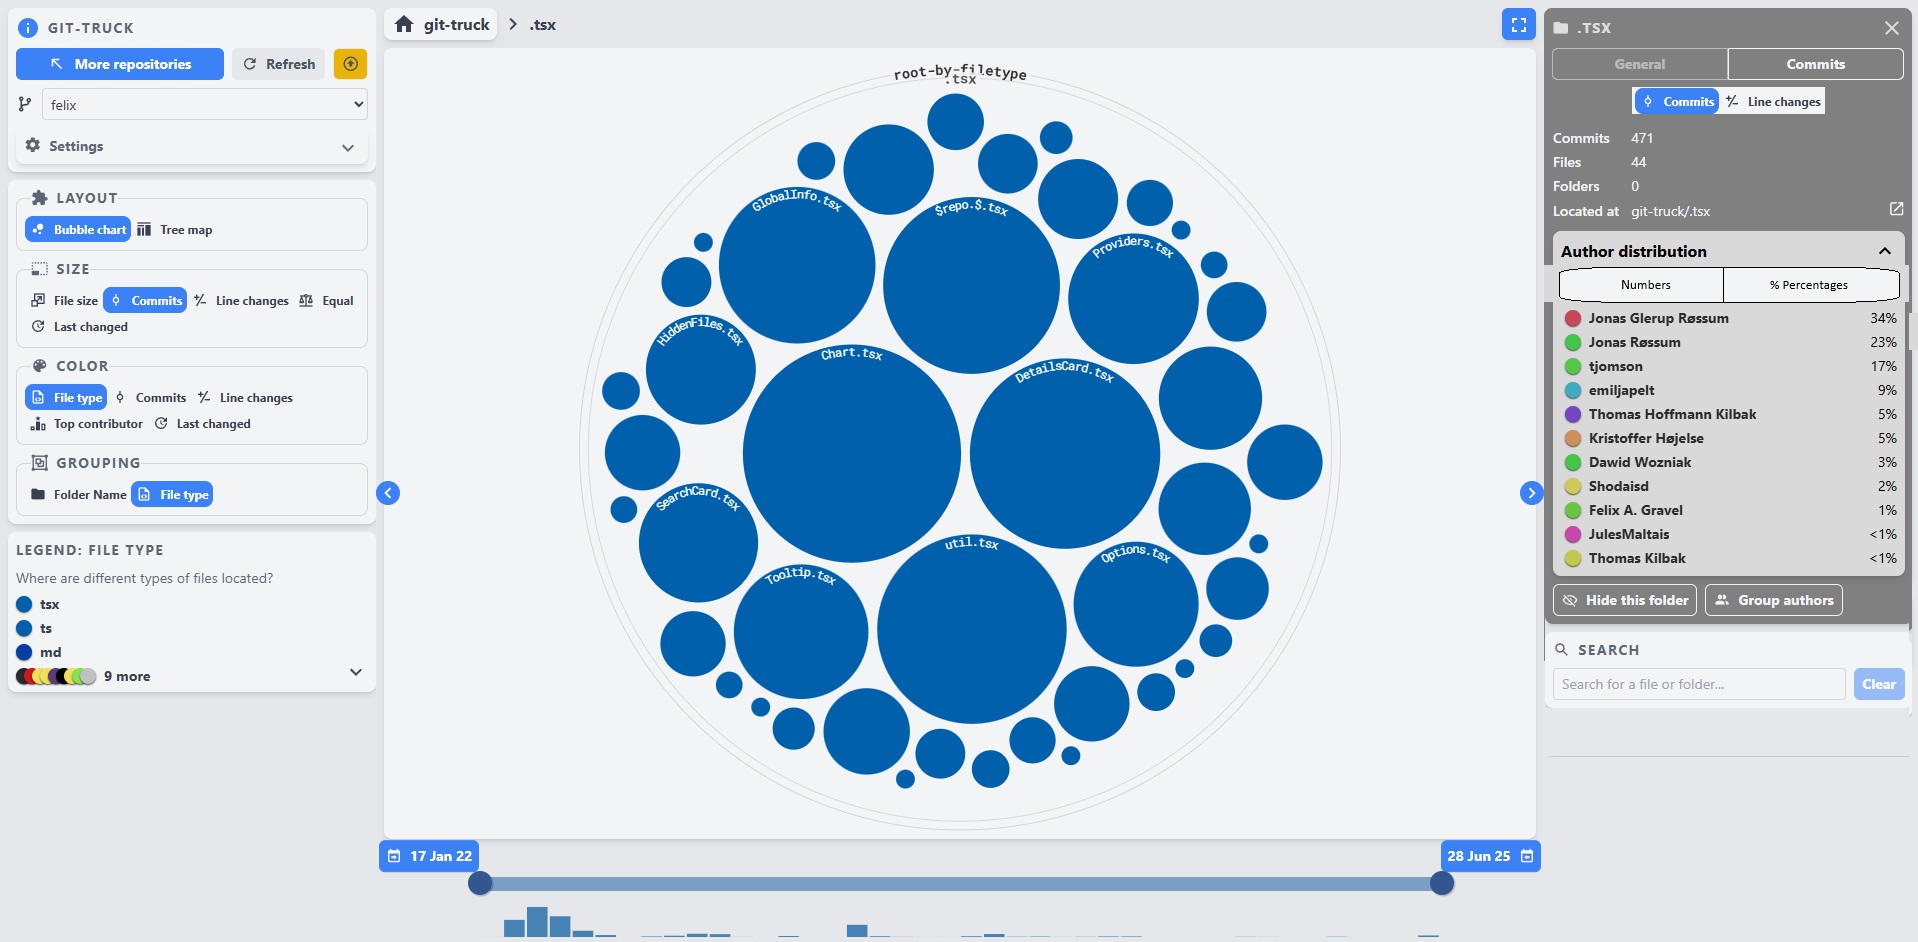 GIT-TRUCK
More repositories
Refresh
felix
Settings
LAYOUT
Bubble chart
Tree map
SIZE
File size
Commits
Line changes
Equal
Last changed
COLOR
File type
Commits
Line changes
Top contributor
Last changed
GROUPING
Folder Name
File type
LEGEND: FILE TYPE
Where are different types of files located?
tsx
ts
md
9 more
git-truck
.tsx
root-by-filetype
.tsx
GlobalInfo.tsx
$repo.$.tsx
Providers.tsx
HiddenFiles.tsx
Chart.tsx
DetailsCard.tsx
SearchCard.tsx
util.tsx
Options.tsx
Tooltip.tsx
17 Jan 22
28 Jun 25
.TSX
General
Commits
Commits
Line changes
Commits 471
Files 44
Folders 0
Located at git-truck/.tsx
Author distribution
Numbers
% Percentages
Jonas Glerup Røssum 34%
Jonas Røssum 23%
tjomson 17%
emiljapelt 9%
Thomas Hoffmann Kilbak 5%
Kristoffer Højelse 5%
Dawid Wozniak 3%
Shodaisd 2%
Felix A. Gravel 1%
JulesMaltais <1%
Thomas Kilbak <1%
Hide this folder
Group authors
SEARCH
Search for a file or folder...
Clear